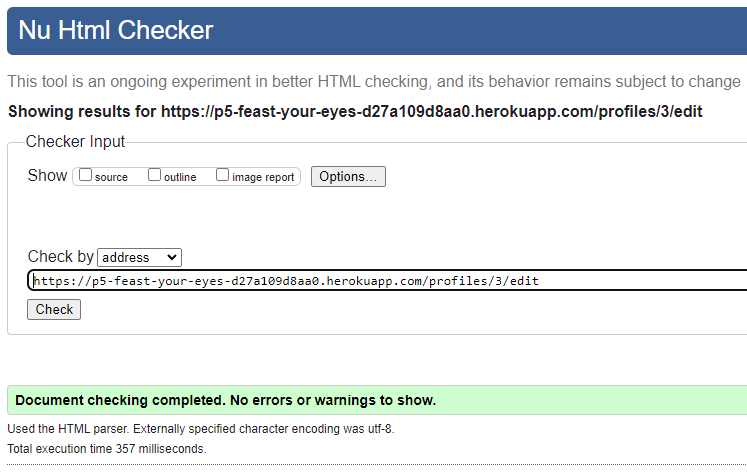 Nu Html Checker
This tool is an ongoing experiment in better HTML checking, and its behavior remains subject to change
Showing results for https://p5-feast-your-eyes-d27a109d8aa0.herokuapp.com/profiles/3/edit
Checker Input
Show source outline image report Options...
Check by address
https://p5-feast-your-eyes-d27a109d8aa0.herokuapp.com/profiles/3/edit
Check
Document checking completed. No errors or warnings to show.
Used the HTML parser. Externally specified character encoding was utf-8.
Total execution time 357 milliseconds.